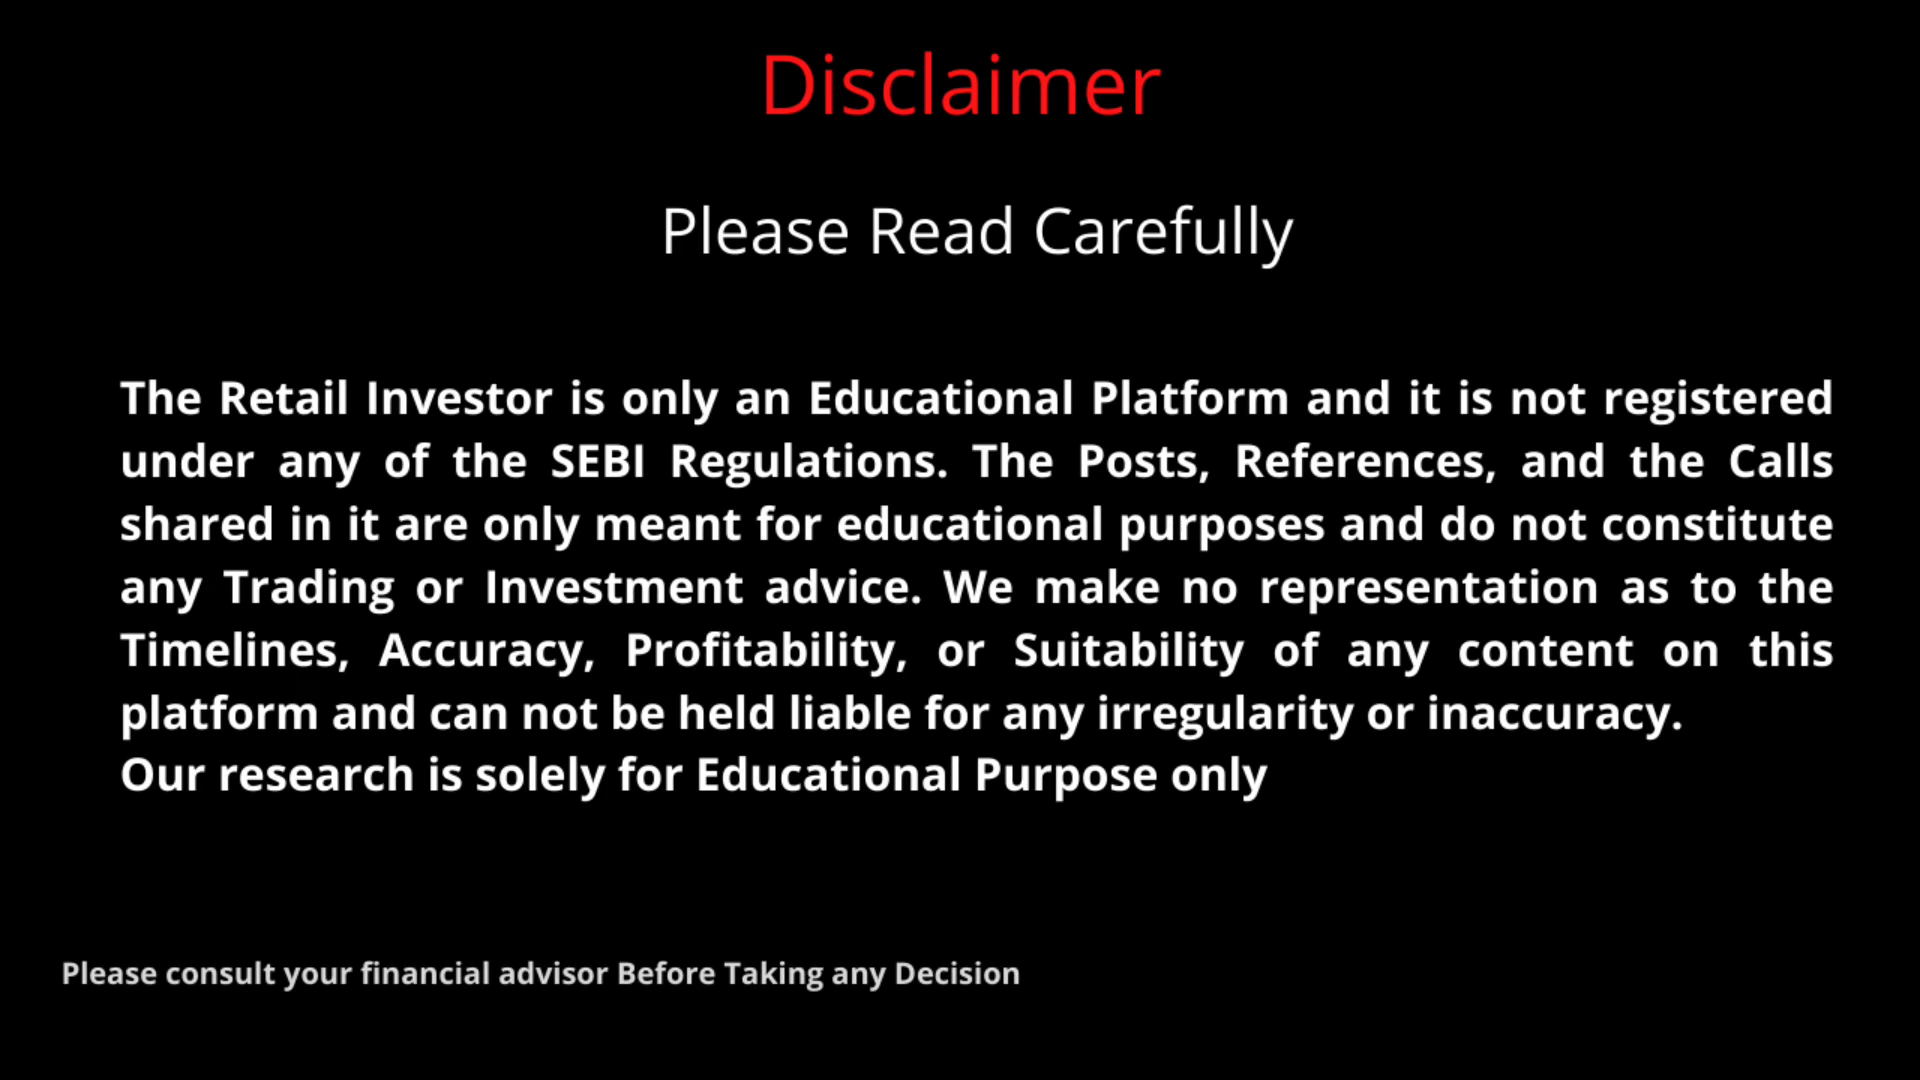 Disclaimer
Please Read Carefully
The Retail Investor is only an Educational Platform and it is not registered
under any of the SEBI Regulations. The Posts, References, and the Calls
shared in it are only meant for educational purposes and do not constitute
any Trading or Investment advice. We make no representation as to the
Timelines, Accuracy, Profitability, or Suitability of any content on this
platform and can not be held liable for any irregularity or inaccuracy.
Our research is solely for Educational Purpose only
Please consult your financial advisor Before Taking any Decision